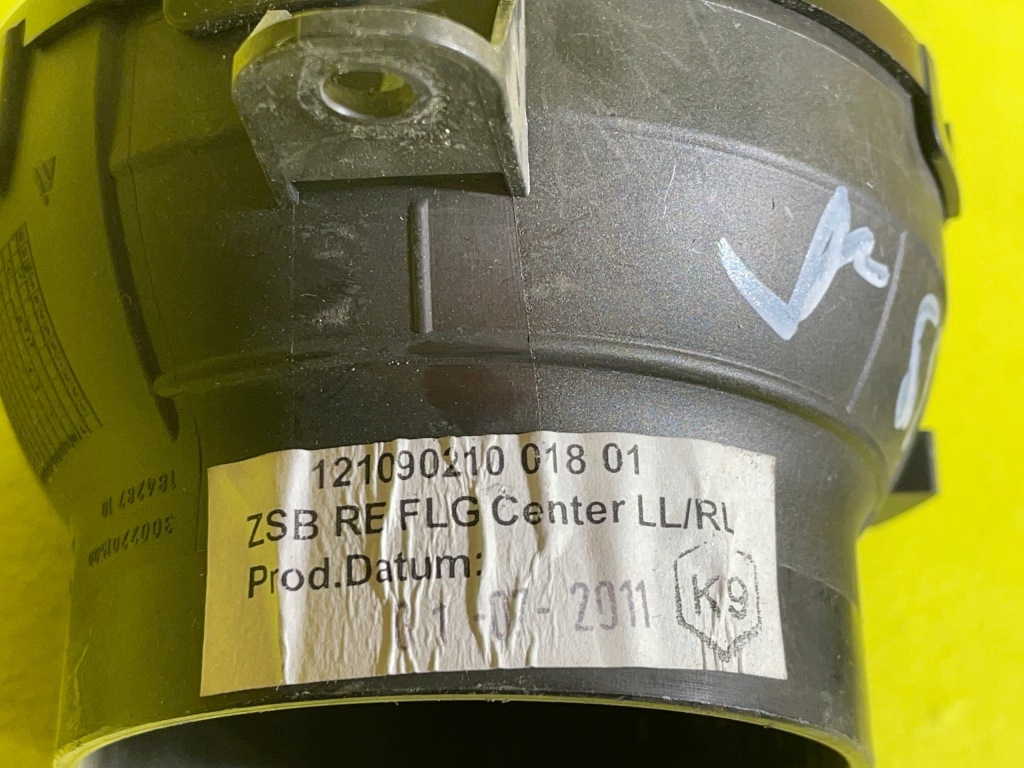 121090210 018 01
ZSB RE FLG Center LL/RL
Prod.Datum:
01-07-2011
K9